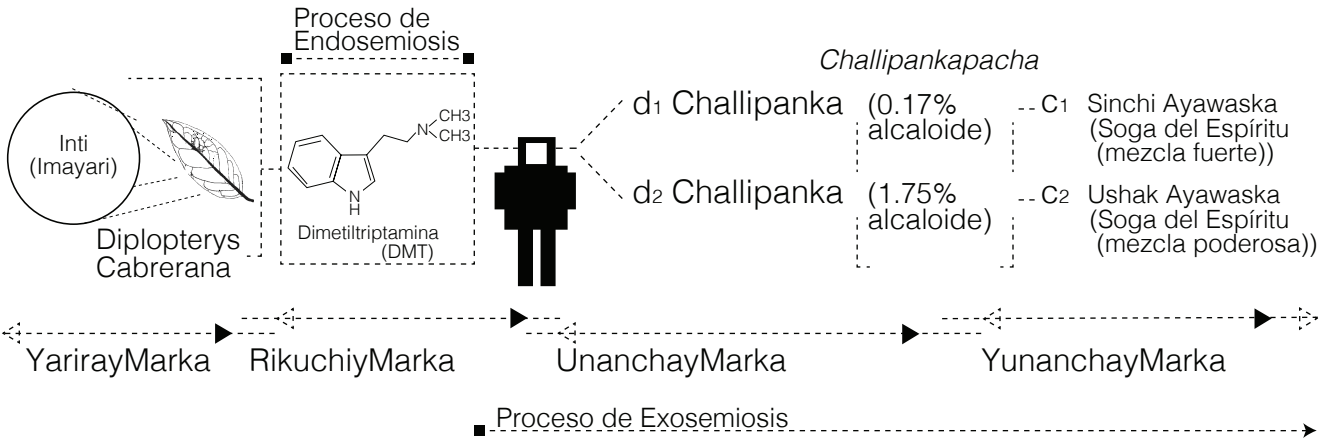 Proceso de
Endosemiosis
Challipankapacha
Inti
(Imayari)
Diplopterys
Cabrerana
CH3
N
CH3
N
H
Dimetiltriptamina
(DMT)
d1 Challipanka
(0.17%
alcaloide)
C1 Sinchi Ayawaska
(Soga del Espíritu
(mezcla fuerte))
d2 Challipanka
(1.75%
alcaloide)
C2 Ushak Ayawaska
(Soga del Espíritu
(mezcla poderosa))
YarirayMarka
RikuchiyMarka
UnanchayMarka
YunanchayMarka
Proceso de Exosemiosis